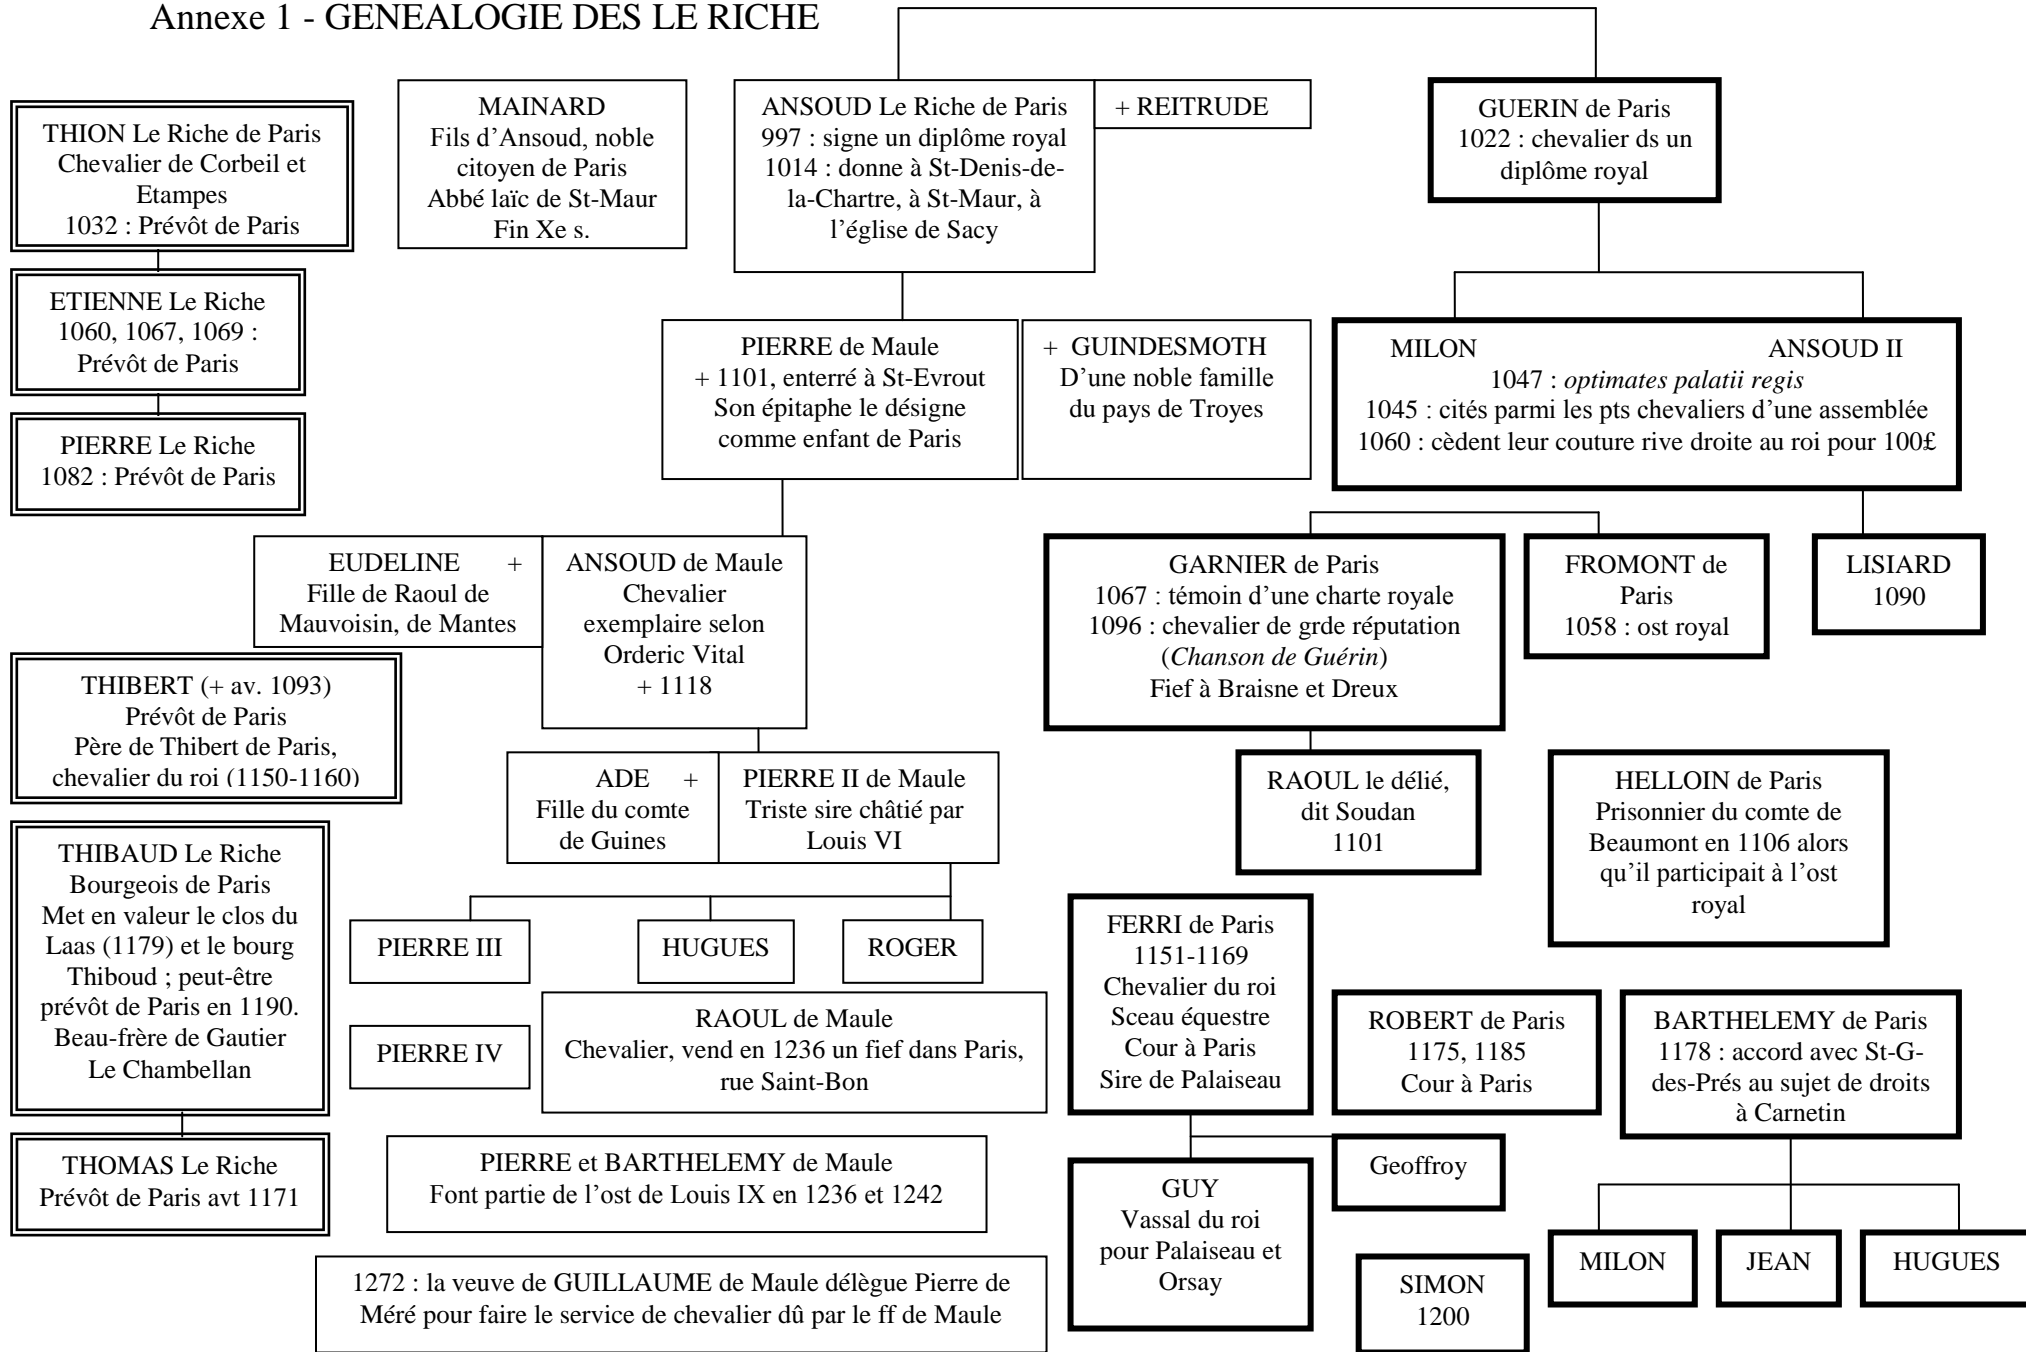 Annexe 1 - GENEALOGIE DES LE RICHE
THION Le Riche de Paris
Chevalier de Corbeil et
Etampes
1032 : Prévôt de Paris
MAINARD
Fils d’Ansoud, noble
citoyen de Paris
Abbé laïc de St-Maur
Fin Xe s.
ANSOUD Le Riche de Paris
997 : signe un diplôme royal
1014 : donne à St-Denis-de-
la-Chartre, à St-Maur, à
l’église de Sacy
+ REITRUDE
GUERIN de Paris
1022 : chevalier ds un
diplôme royal
ETIENNE Le Riche
1060, 1067, 1069 :
Prévôt de Paris
PIERRE de Maule
+ 1101, enterré à St-Evrout
Son épitaphe le désigne
comme enfant de Paris
+ GUINDESMOTH
D’une noble famille
du pays de Troyes
MILON ANSOUD II
1047 : optimates palatii regis
1045 : cités parmi les pts chevaliers d’une assemblée
1060 : cèdent leur couture rive droite au roi pour 100£
PIERRE Le Riche
1082 : Prévôt de Paris
EUDELINE +
Fille de Raoul de
Mauvoisin, de Mantes
ANSOUD de Maule
Chevalier
exemplaire selon
Orderic Vital
+ 1118
GARNIER de Paris
1067 : témoin d’une charte royale
1096 : chevalier de grde réputation
(Chanson de Guérin)
Fief à Braisne et Dreux
FROMONT de
Paris
1058 : ost royal
LISIARD
1090
THIBERT (+ av. 1093)
Prévôt de Paris
Père de Thibert de Paris,
chevalier du roi (1150-1160)
ADE +
Fille du comte
de Guines
PIERRE II de Maule
Triste sire châtié par
Louis VI
RAOUL le délié,
dit Soudan
1101
HELLOIN de Paris
Prisonnier du comte de
Beaumont en 1106 alors
qu’il participait à l’ost
royal
THIBAUD Le Riche
Bourgeois de Paris
Met en valeur le clos du
Laas (1179) et le bourg
Thiboud ; peut-être
prévôt de Paris en 1190.
Beau-frère de Gautier
Le Chambellan
PIERRE III
HUGUES
ROGER
FERRI de Paris
1151-1169
Chevalier du roi
Sceau équestre
Cour à Paris
Sire de Palaiseau
PIERRE IV
RAOUL de Maule
Chevalier, vend en 1236 un fief dans Paris,
rue Saint-Bon
ROBERT de Paris
1175, 1185
Cour à Paris
BARTHELEMY de Paris
1178 : accord avec St-G-
des-Prés au sujet de droits
à Carnetin
THOMAS Le Riche
Prévôt de Paris avt 1171
PIERRE et BARTHELEMY de Maule
Font partie de l’ost de Louis IX en 1236 et 1242
GUY
Vassal du roi
pour Palaiseau et
Orsay
Geoffroy
MILON
JEAN
HUGUES
1272 : la veuve de GUILLAUME de Maule délègue Pierre de
Méré pour faire le service de chevalier dû par le ff de Maule
SIMON
1200